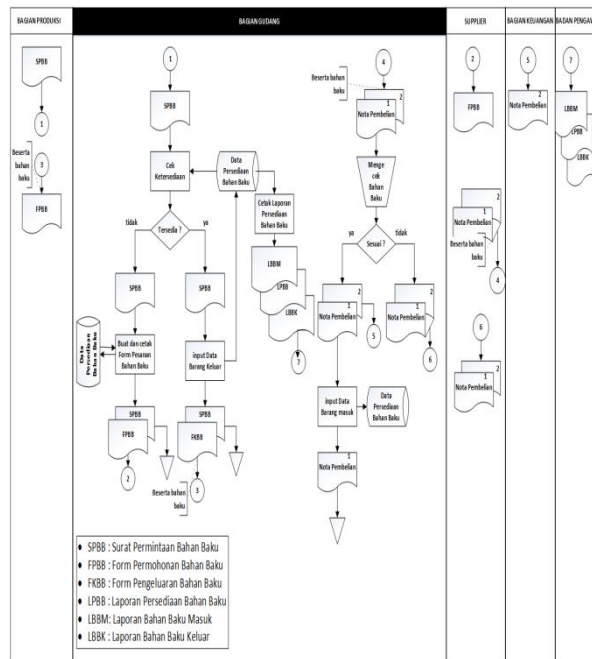 BAGIAN PRODUKSI
SPBB
1
Beserta bahan
baku
3
FPBB
BAGIAN GUDANG
1
SPBB
Cek
Ketersediaan
Data
Persediaan
Bahan Baku
Tersedia ?
tidak
ya
Cetak Laporan
Persediaan
Bahan Baku
LBBM
LPBB
LBBK
7
SPBB
SPBB
Data
Persediaan
Bahan Baku
Buat dan cetak
Form Pesanan
Bahan Baku
input Data
Barang Keluar
SPBB
FPBB
2
SPBB
FKBB
Beserta bahan
baku
3
4
Beserta bahan
baku
2
1
Nota Pembelian
Menge
cek
Bahan
Baku
ya
tidak
Sesuai ?
2
1
Nota Pembelian
5
2
1
Nota Pembelian
6
input Data
Barang masuk
Data
Persediaan
Bahan Baku
1
Nota Pembelian
SUPPLIER
2
FPBB
2
1
Nota Pembelian
Beserta bahan
baku
4
6
2
1
Nota Pembelian
BAGIAN KEUANGAN
5
2
Nota Pembelian
BADAN PENGAW
7
LBBM
LPBB
LBBK
• SPBB : Surat Permintaan Bahan Baku
• FPBB : Form Permohonan Bahan Baku
• FKBB : Form Pengeluaran Bahan Baku
• LPBB : Laporan Persediaan Bahan Baku
• LBBM: Laporan Bahan Baku Masuk
• LBBK : Laporan Bahan Baku Keluar